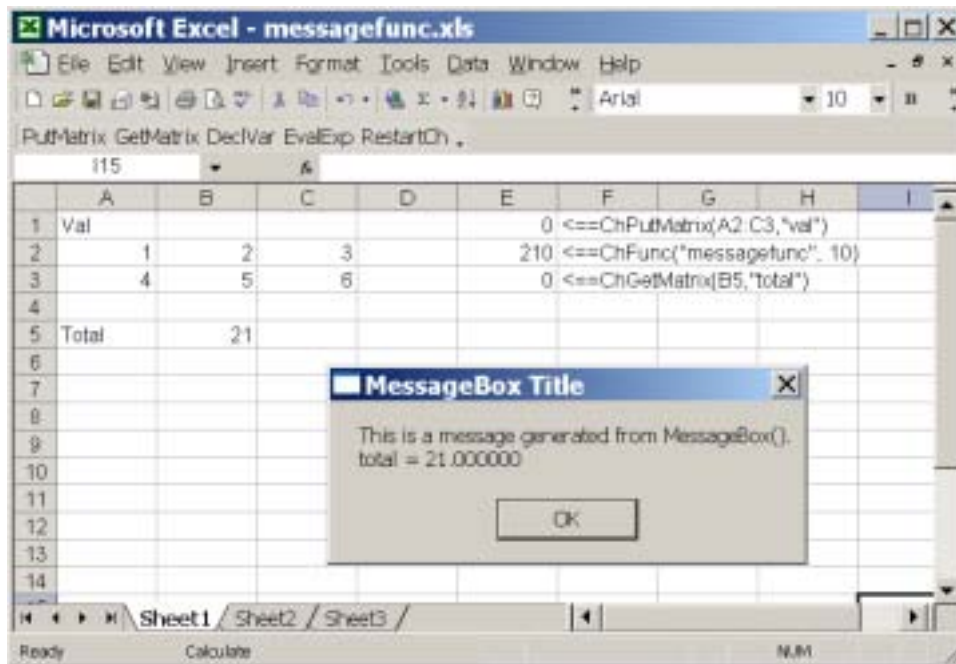 Microsoft Excel - messagefunc.xls
File Edit View Insert Format Tools Data Window Help
Arial 10 B
PutMatrix GetMatrix DeclVar EvalExp RestartCh
I15 fx
A B C D E F G H I
1 Val 0 <==ChPutMatrix(A2:C3,"val")
2 1 2 3 210 <==ChFunc("messagefunc", 10)
3 4 5 6 0 <==ChGetMatrix(B5,"total")
4
5 Total 21
6
7
8
9
10
11
12
13
14
MessageBox Title
This is a message generated from MessageBox().
total = 21.000000
OK
Sheet1 / Sheet2 / Sheet3 /
Ready Calculate NUM